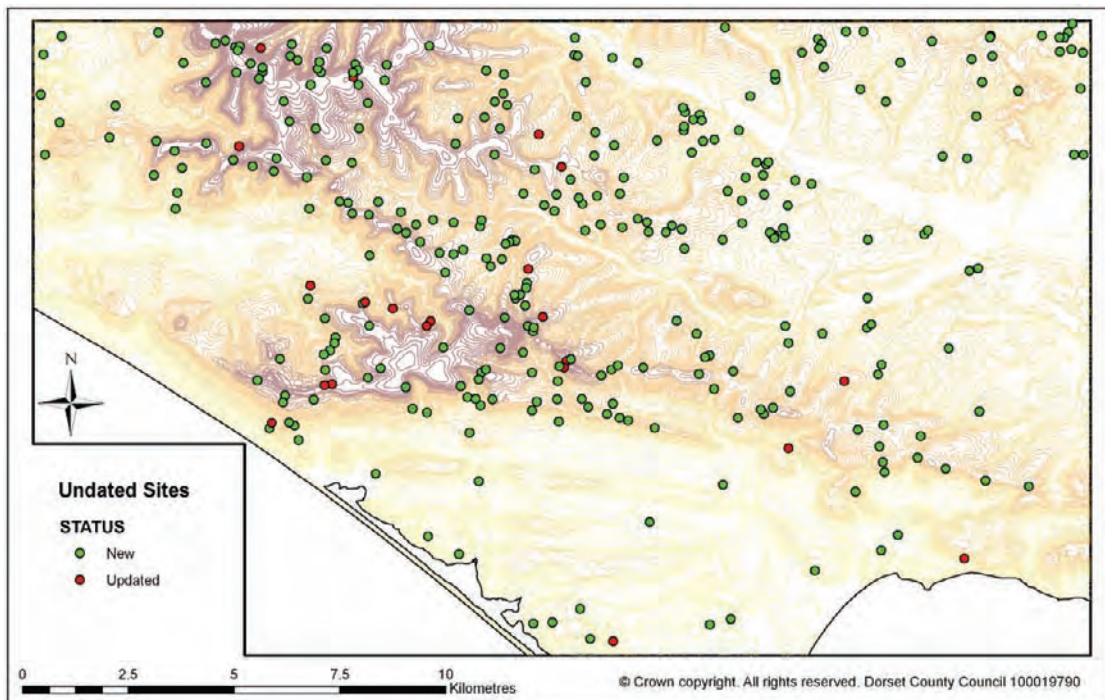 N
Undated Sites
STATUS
New
Updated
0 2.5 5 7.5 10
Kilometres
© Crown copyright. All rights reserved. Dorset County Council 100019790